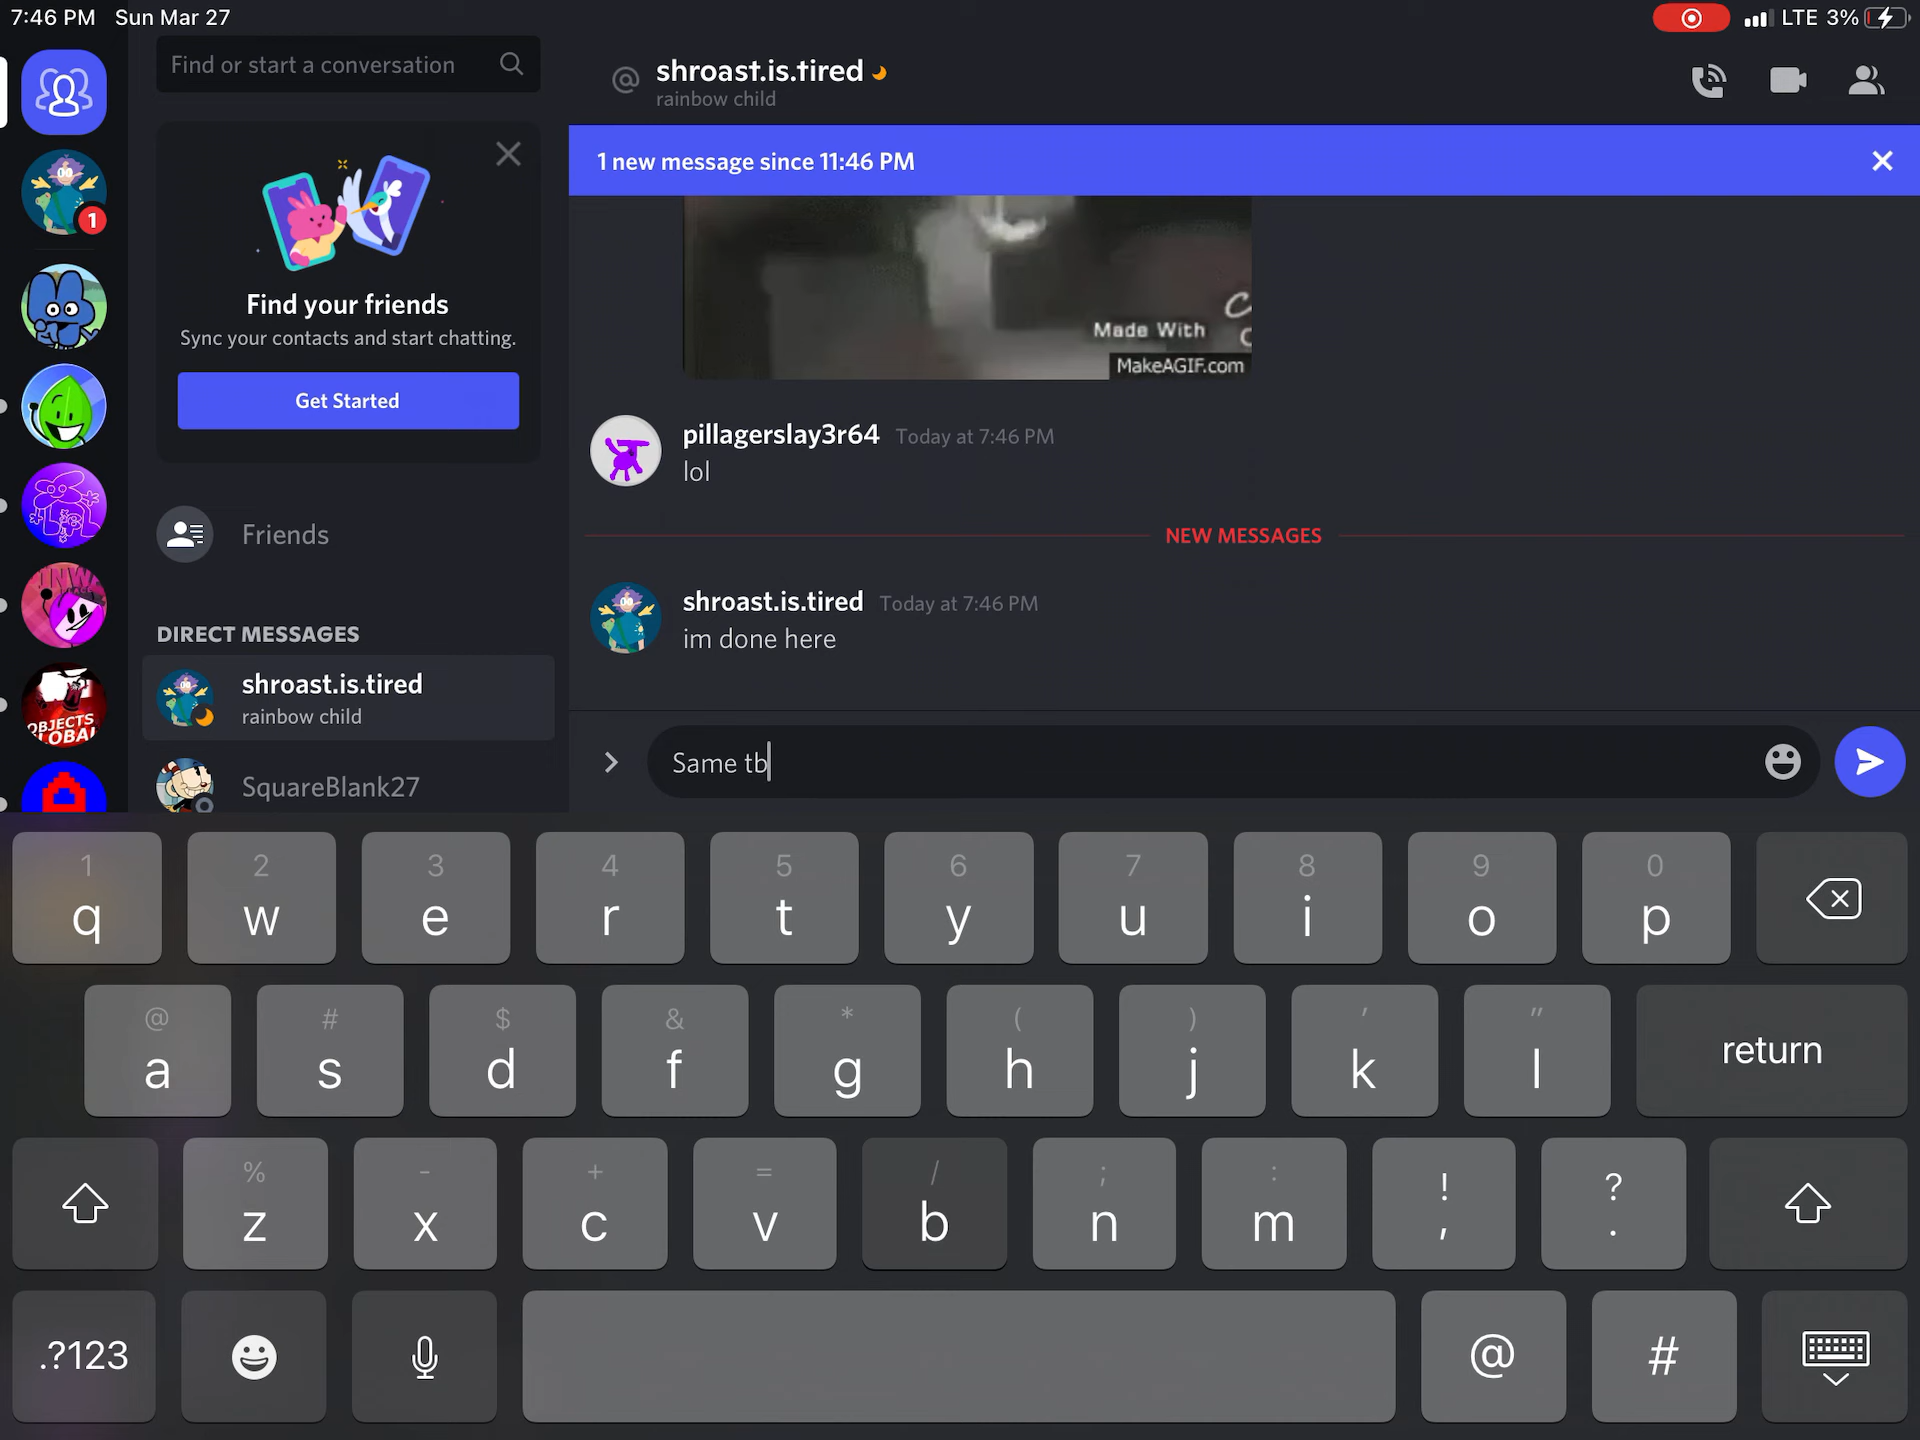 7:46 PM Sun Mar 27
LTE 3%
Find or start a conversation
1
Find your friends
Sync your contacts and start chatting.
Get Started
Friends
DIRECT MESSAGES
shroast.is.tired
rainbow child
SquareBlank27
OBJECTS
shroast.is.tired
rainbow child
1 new message since 11:46 PM
Made With
MakeAGIF.com
pillagerslay3r64 Today at 7:46 PM
lol
NEW MESSAGES
shroast.is.tired Today at 7:46 PM
im done here
Same tb
1 2 3 4 5 6 7 8 9 0
q w e r t y u i o p
@ # $ & * ( ) ' "
a s d f g h j k l return
% - + = / ; : ! ?
z x c v b n m , .
.?123 @ #